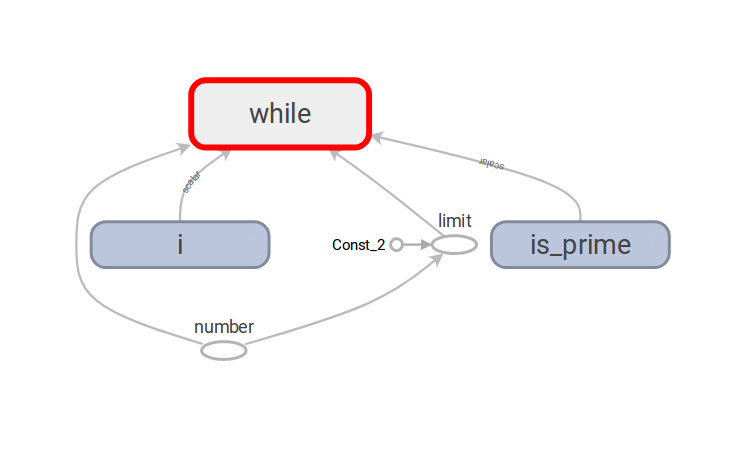 while
scalar
scalar
limit
i
Const_2
is_prime
number